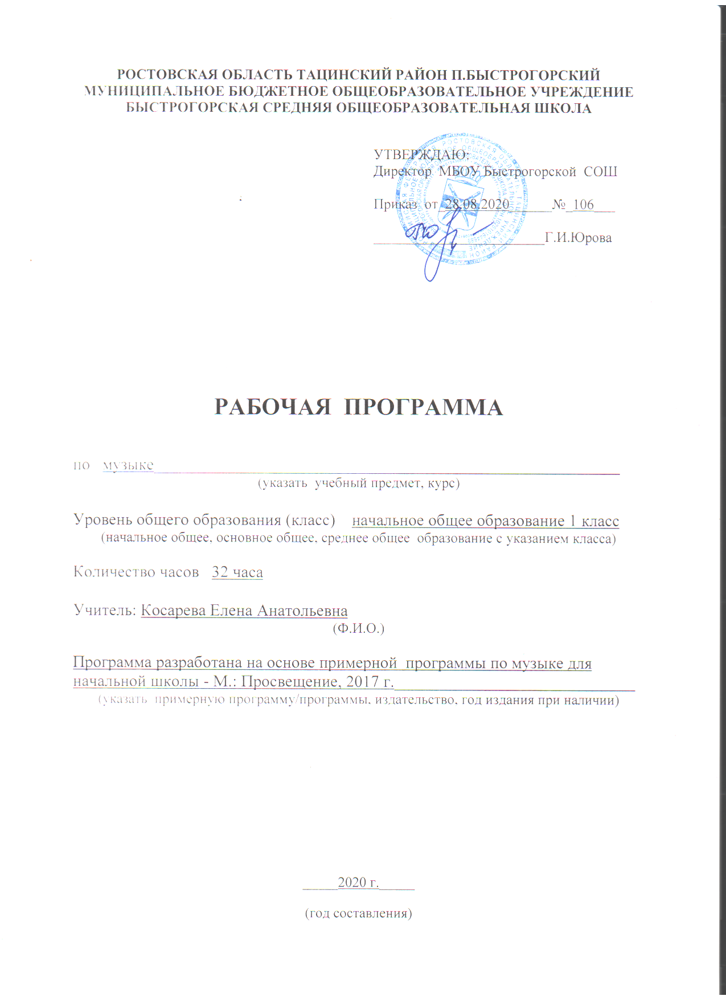 РОСТОВСКАЯ ОБЛАСТЬ ТАЦИНСКИЙ РАЙОН П.БЫСТРОГОРСКИЙ
МУНИЦИПАЛЬНОЕ БЮДЖЕТНОЕ ОБЩЕОБРАЗОВАТЕЛЬНОЕ УЧРЕЖДЕНИЕ
БЫСТРОГОРСКАЯ СРЕДНЯЯ ОБЩЕОБРАЗОВАТЕЛЬНАЯ ШКОЛА
УТВЕРЖДАЮ:
Директор МБОУ Быстрогорской СОШ
Приказ от 28.08.2020 № 106
Г.И.Юрова
РАБОЧАЯ ПРОГРАММА
по музыке
(указать учебный предмет, курс)
Уровень общего образования (класс) начальное общее образование 1 класс
(начальное общее, основное общее, среднее общее образование с указанием класса)
Количество часов 32 часа
Учитель: Косарева Елена Анатольевна
(Ф.И.О.)
Программа разработана на основе примерной программы по музыке для
начальной школы - М.: Просвещение, 2017 г.
(указать примерную программу/программы, издательство, год издания при наличии)
2020 г.
(год составления)